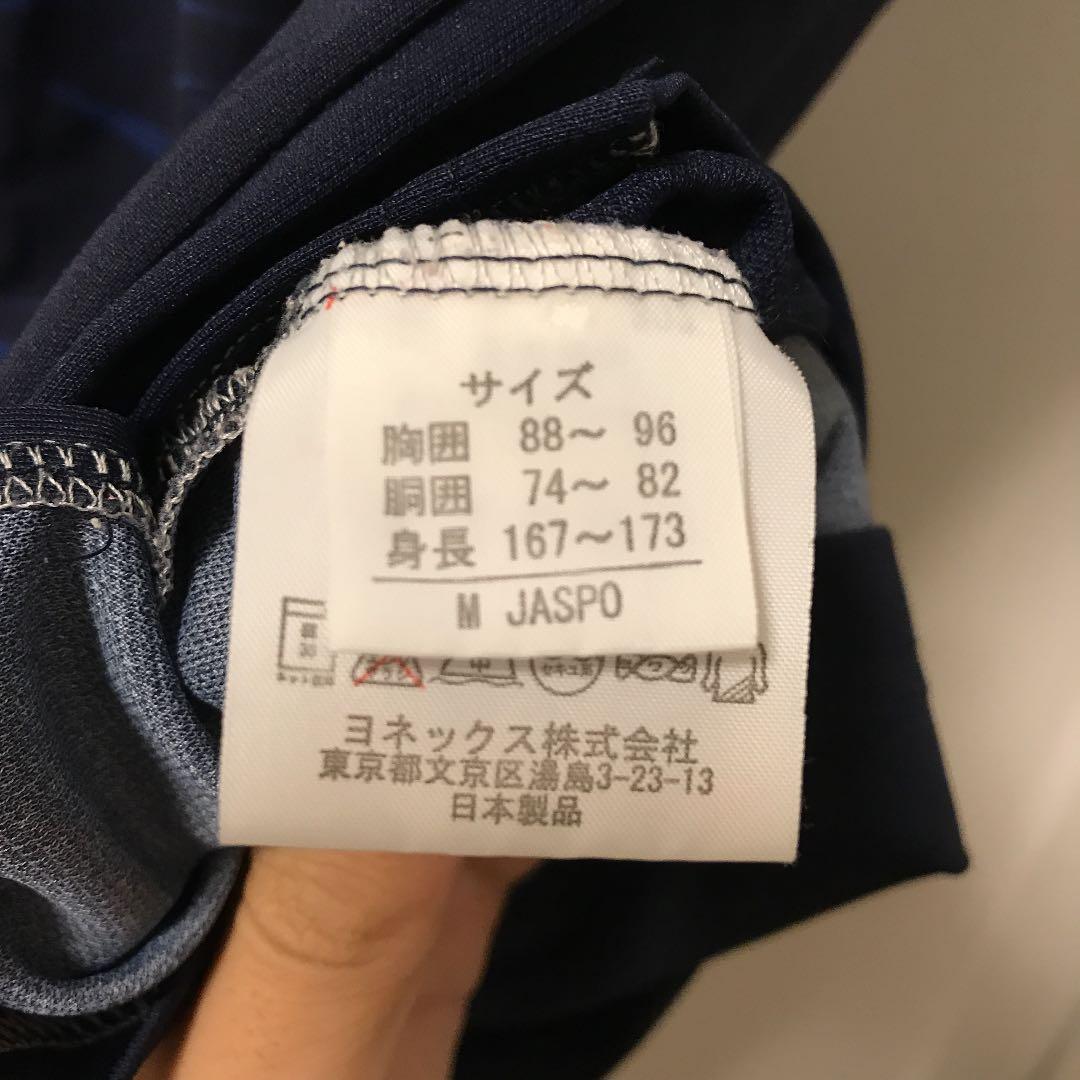 サイズ
胸囲 88～ 96
胴囲 74～ 82
身長 167～173
M JASPO
ヨネックス株式会社
東京都文京区湯島3-23-13
日本製品